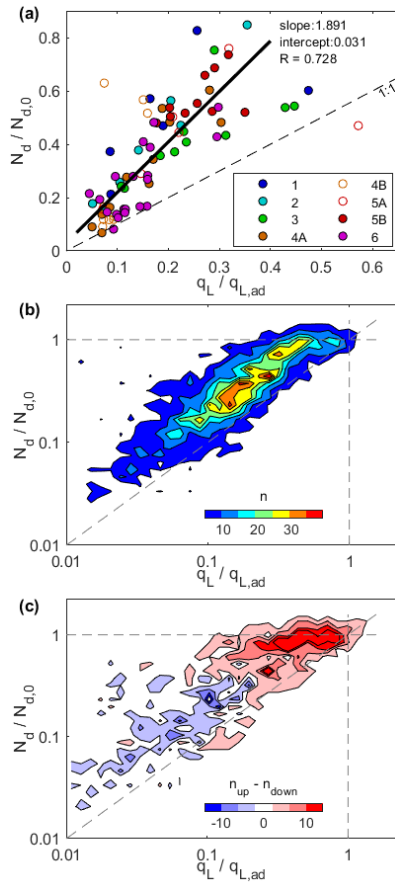 (a)
slope:1.891
intercept:0.031
R = 0.728
1:1
0.8
0.6
0.4
0.2
0
N_d / N_d,0
1 4B
2 5A
3 5B
4A 6
0 0.1 0.2 0.3 0.4 0.5 0.6
q_L / q_L,ad
(b)
1
0.1
0.01
N_d / N_d,0
n
10 20 30
0.01 0.1 1
q_L / q_L,ad
(c)
1
0.1
0.01
N_d / N_d,0
n_up - n_down
-10 0 10
0.01 0.1 1
q_L / q_L,ad